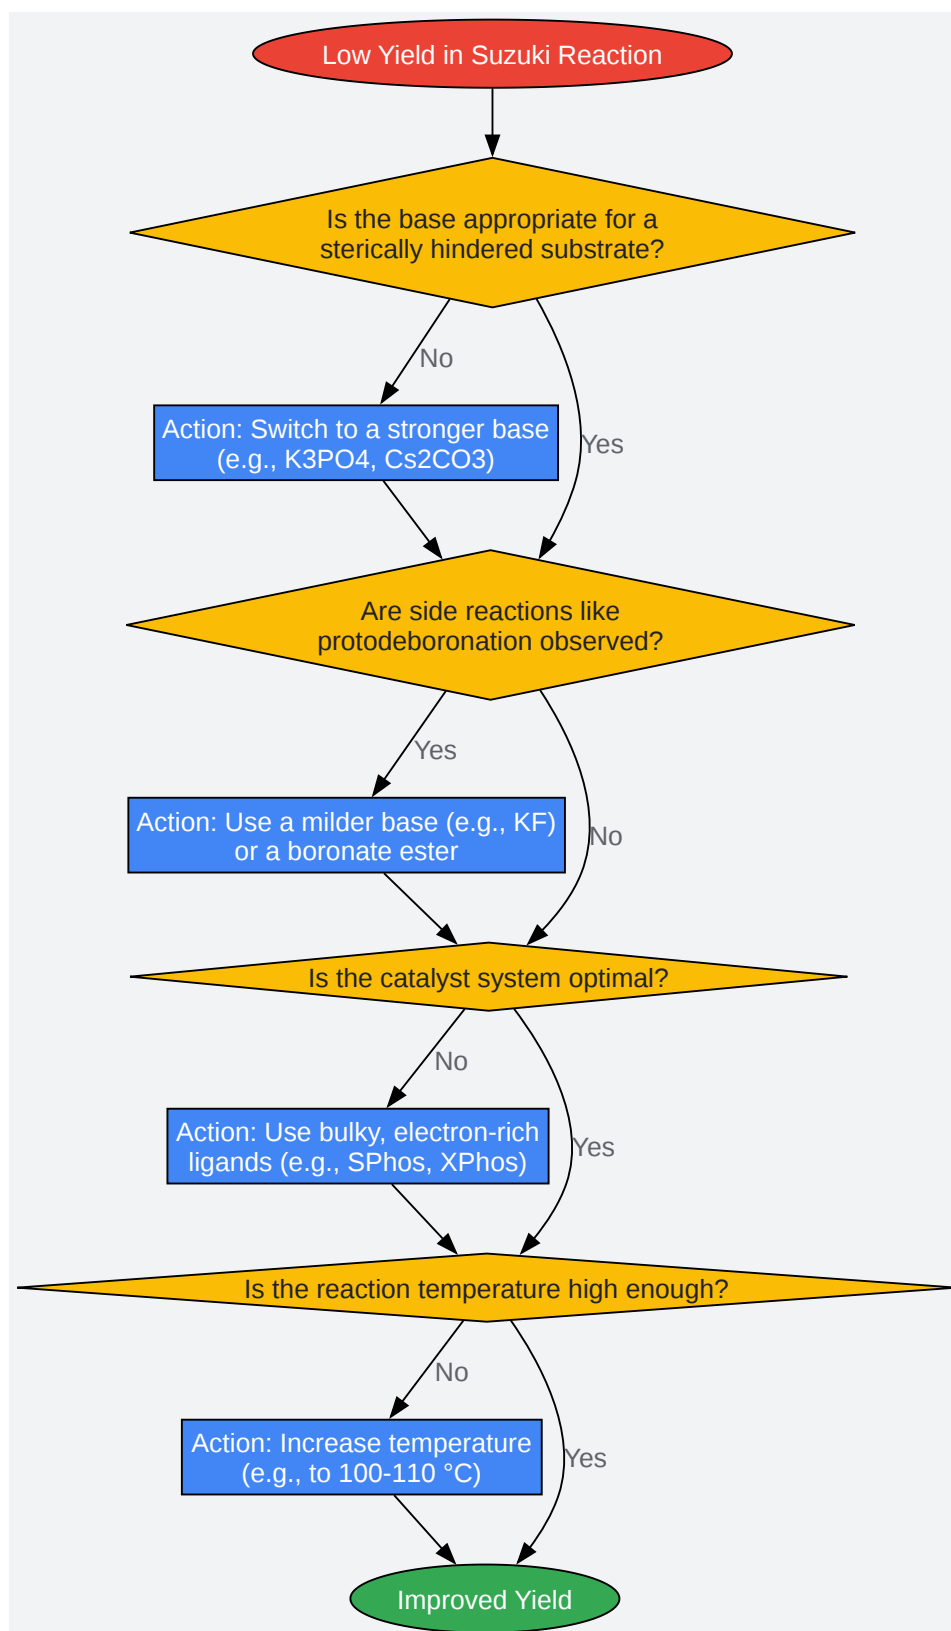 Low Yield in Suzuki Reaction
Is the base appropriate for a
sterically hindered substrate?
No
Action: Switch to a stronger base
(e.g., K3PO4, Cs2CO3)
Yes
Are side reactions like
protodeboronation observed?
Yes
Action: Use a milder base (e.g., KF)
or a boronate ester
No
Is the catalyst system optimal?
No
Action: Use bulky, electron-rich
ligands (e.g., SPhos, XPhos)
Yes
Is the reaction temperature high enough?
No
Action: Increase temperature
(e.g., to 100-110 °C)
Yes
Improved Yield